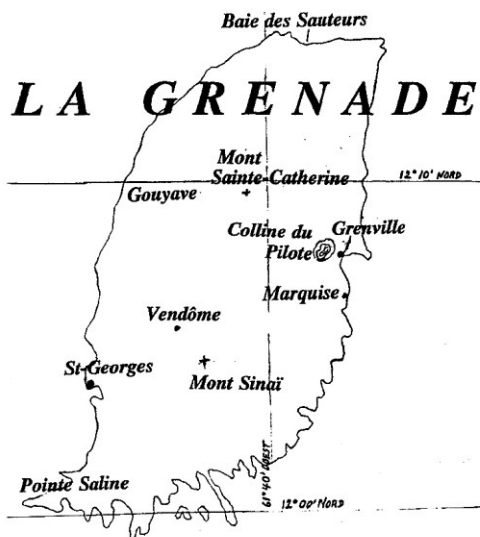 Baie des Sauteurs
LA GRENADE
Mont
Sainte-Catherine
12°10' NORD
Gouyave
Colline du
Pilote
Grenville
Marquise
Vendôme
St-Georges
Mont Sinaï
61°40' OUEST
Pointe Saline
12°00' NORD